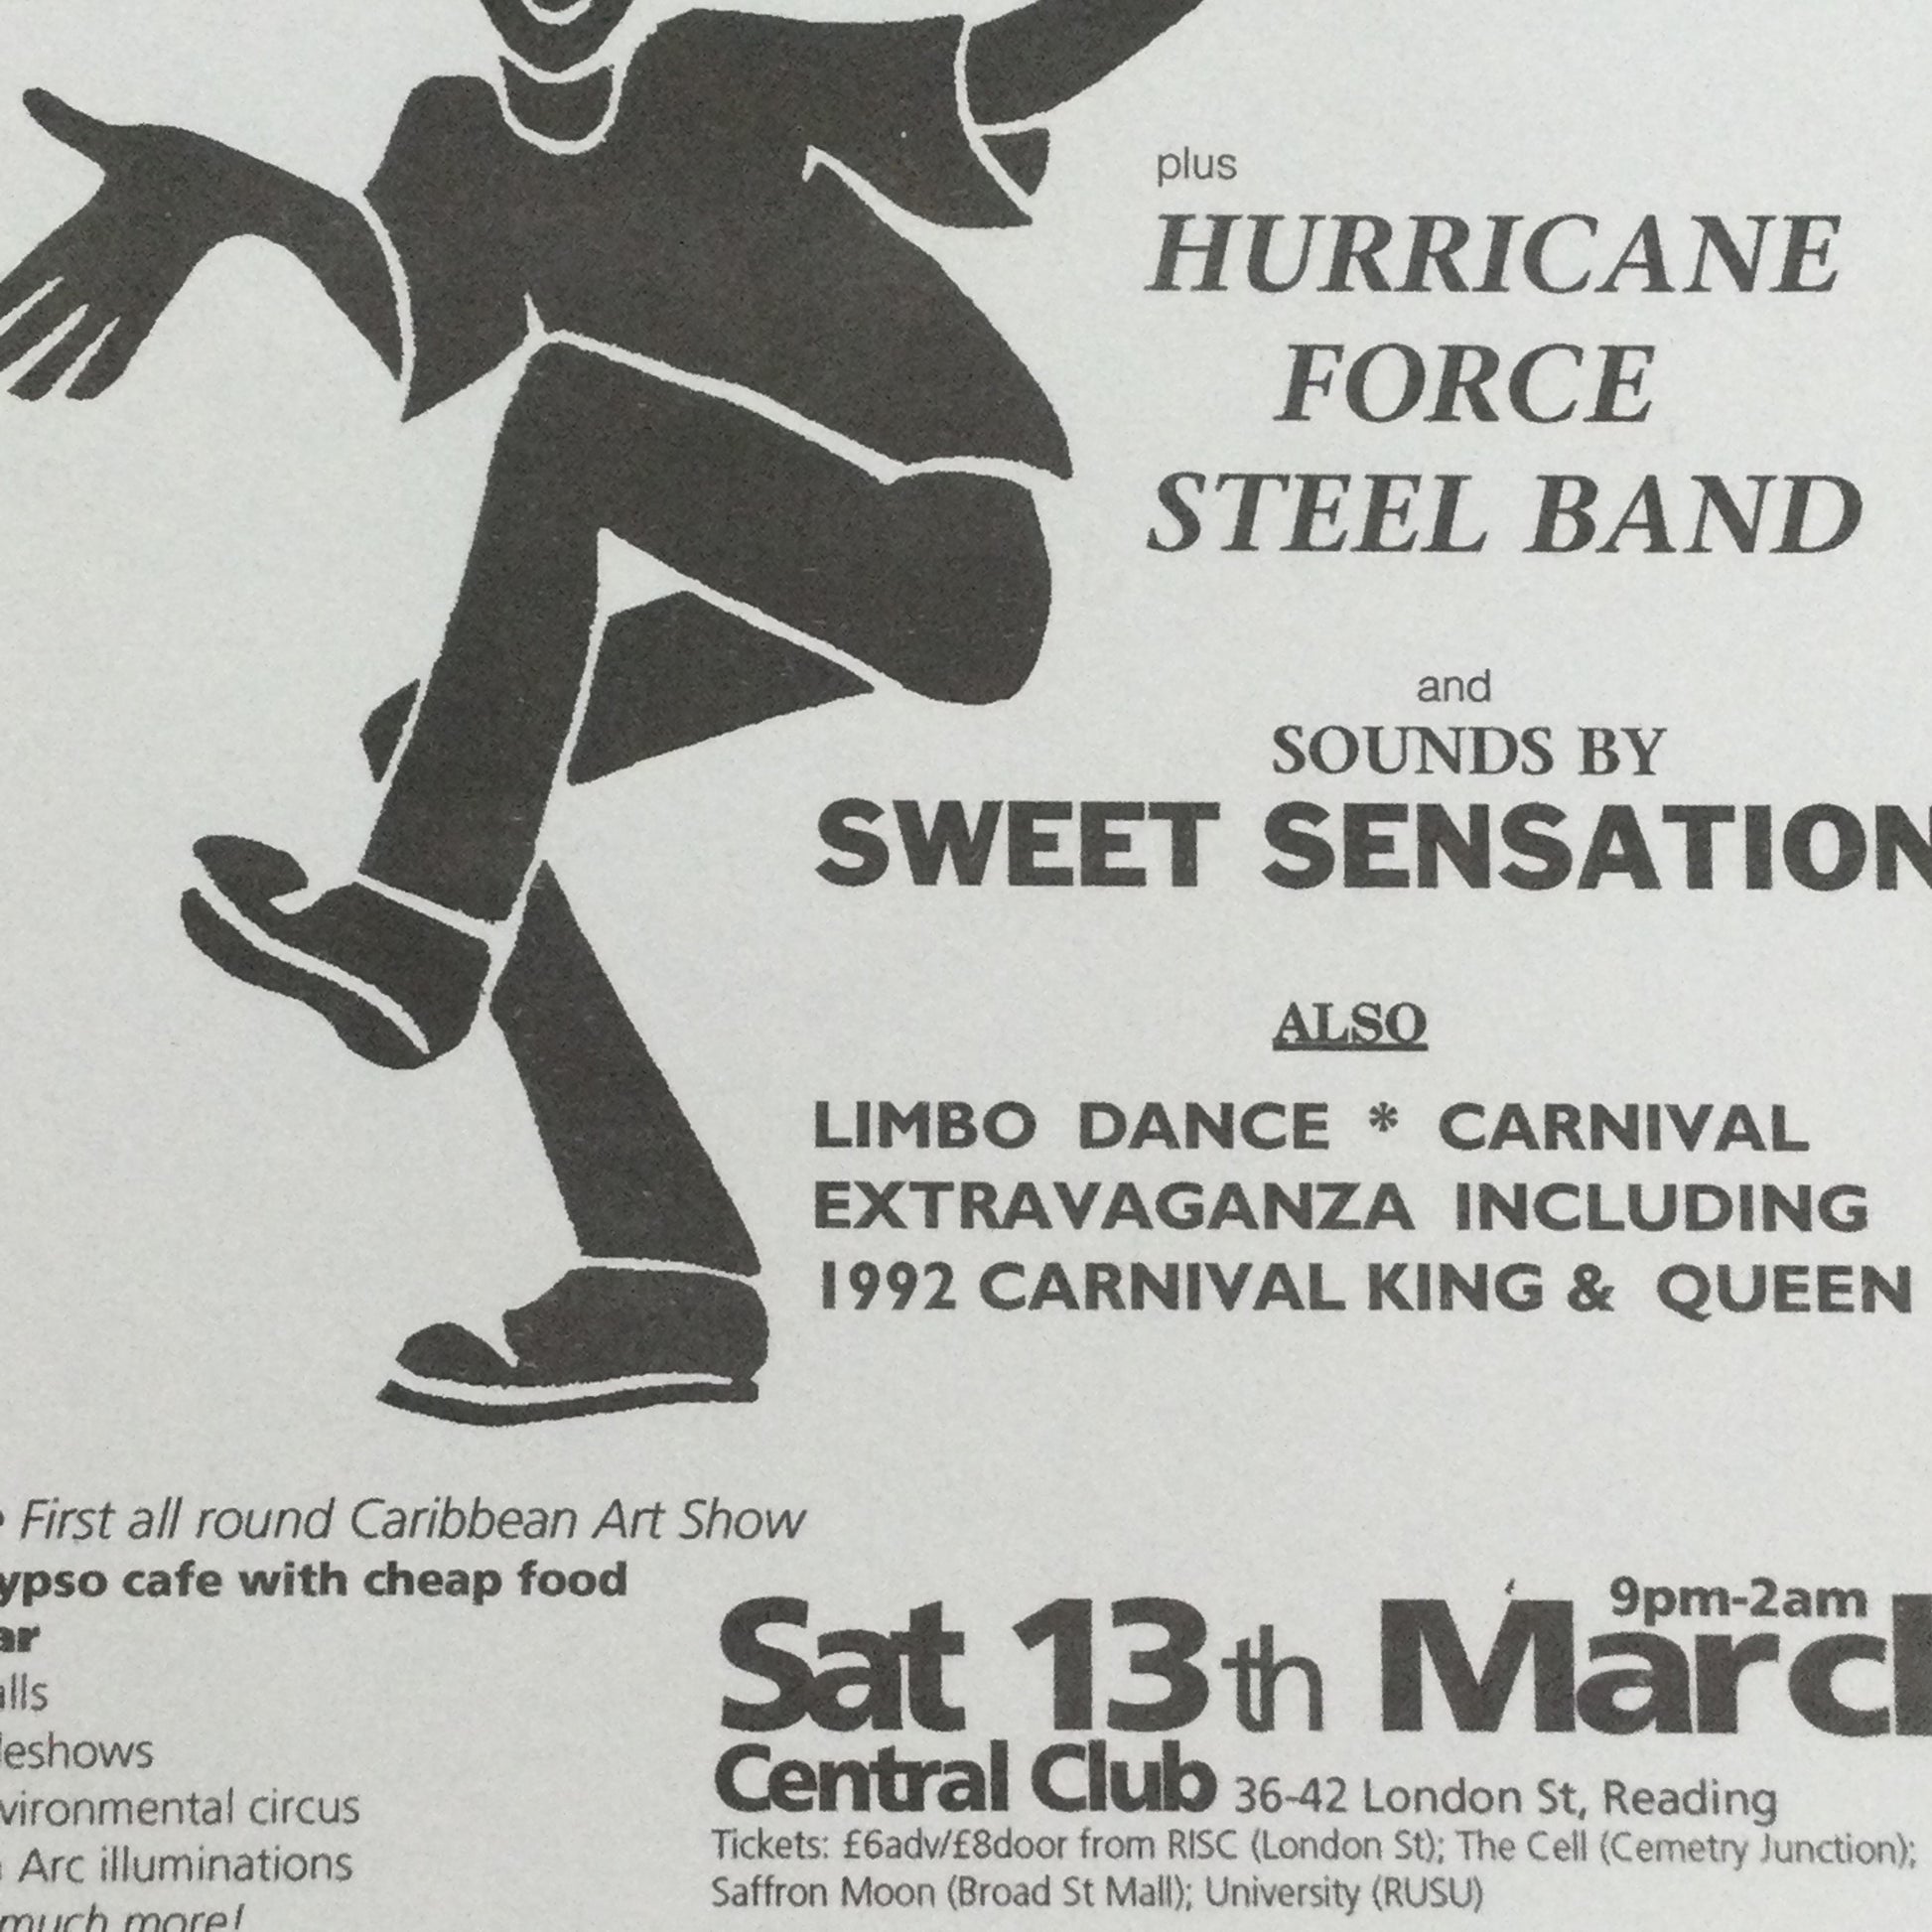 plus
HURRICANE
FORCE
STEEL BAND
and
SOUNDS BY
SWEET SENSATION
ALSO
LIMBO DANCE * CARNIVAL
EXTRAVAGANZA INCLUDING
1992 CARNIVAL KING & QUEEN
First all round Caribbean Art Show
ypso cafe with cheap food
ar
alls
deshows
vironmental circus
Arc illuminations
much more!
9pm-2am
Sat 13th March
Central Club 36-42 London St, Reading
Tickets: £6adv/£8door from RISC (London St); The Cell (Cemetry Junction);
Saffron Moon (Broad St Mall); University (RUSU)